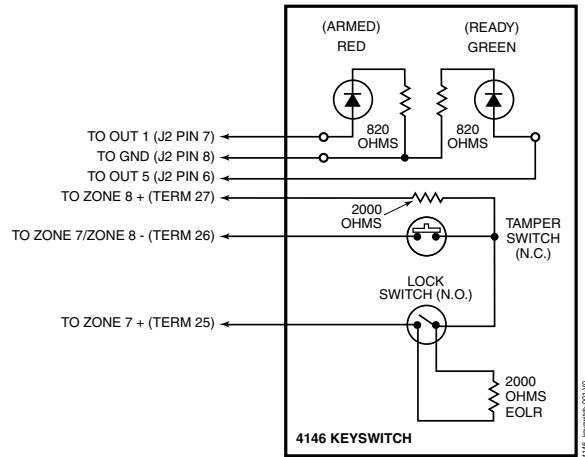 (ARMED)
RED
(READY)
GREEN
820
OHMS
820
OHMS
TO OUT 1 (J2 PIN 7)
TO GND (J2 PIN 8)
TO OUT 5 (J2 PIN 6)
TO ZONE 8 + (TERM 27)
2000
OHMS
TO ZONE 7/ZONE 8 - (TERM 26)
TAMPER
SWITCH
(N.C.)
LOCK
SWITCH (N.O.)
TO ZONE 7 + (TERM 25)
2000
OHMS
EOLR
4146 KEYSWITCH